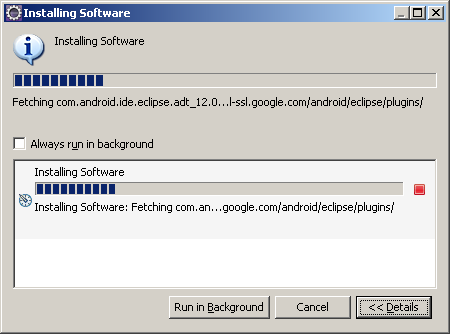 Installing Software
Installing Software
Fetching com.android.ide.eclipse.adt_12.0...l-ssl.google.com/android/eclipse/plugins/
Always run in background
Installing Software
Installing Software: Fetching com.an...google.com/android/eclipse/plugins/
Run in Background
Cancel
<< Details